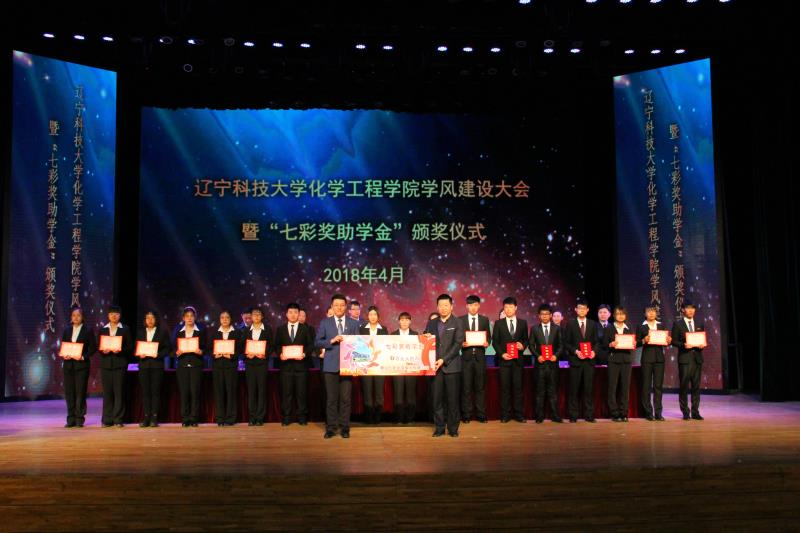 辽宁科技大学化学工程学院学风
暨“七彩奖助学金”颁奖仪式
辽宁科技大学化学工程学院学风建设大会
暨“七彩奖助学金”颁奖仪式
2018年4月
辽宁科技大学化学工程学院学风
暨“七彩奖助学金”颁奖仪式
七彩奖助学金